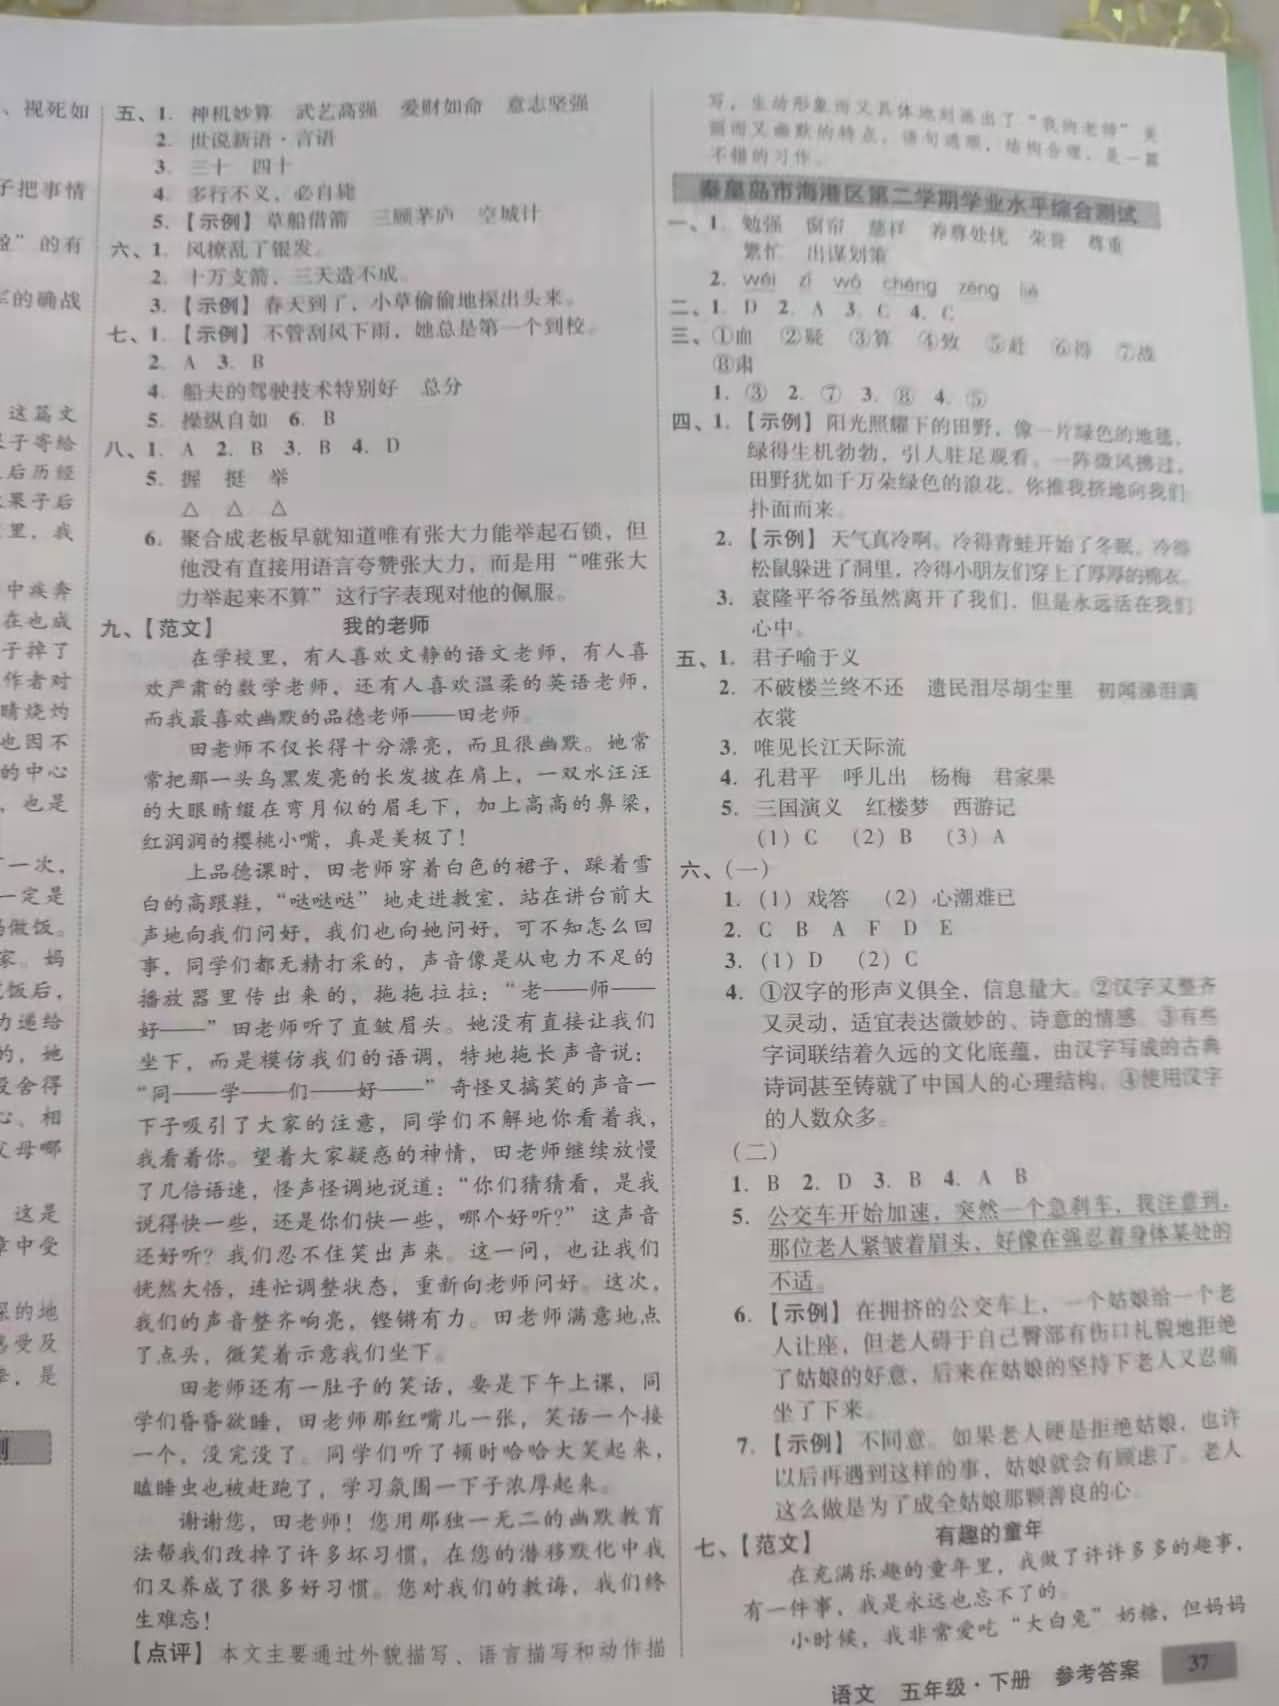 、视死如
子把事情
”的有
军的确战
这篇文
果子寄给
后历经
果子后
里，我
中疾奔
在也成
子掉了
作者对
睛烧灼
也因不
的中心
，也是
一次，
一定是
妈做饭。
家。妈
饭后，
力递给
的，她
没舍得
心、相
父母哪
这是
章中受
深的地
感受及
，是
测
五、1. 神机妙算 武艺高强 爱财如命 意志坚强
2. 世说新语·言语
3. 三十 四十
4. 多行不义，必自毙
5. 【示例】草船借箭 三顾茅庐 空城计
六、1. 风撩乱了银发。
2. 十万支箭，三天造不成。
3. 【示例】春天到了，小草偷偷地探出头来。
七、1. 【示例】不管刮风下雨，她总是第一个到校。
2. A 3. B
4. 船夫的驾驶技术特别好 总分
5. 操纵自如 6. B
八、1. A 2. B 3. B 4. D
5. 握 挺 举
△ △ △
6. 聚合成老板早就知道唯有张大力能举起石锁，但
他没有直接用语言夸赞张大力，而是用“唯张大
力举起来不算”这行字表现对他的佩服。
九、【范文】 我的老师
在学校里，有人喜欢文静的语文老师，有人喜
欢严肃的数学老师，还有人喜欢温柔的英语老师，
而我最喜欢幽默的品德老师——田老师。
田老师不仅长得十分漂亮，而且很幽默。她常
常把那一头乌黑发亮的长发披在肩上，一双水汪汪
的大眼睛缀在弯月似的眉毛下，加上高高的鼻梁，
红润润的樱桃小嘴，真是美极了！
上品德课时，田老师穿着白色的裙子，踩着雪
白的高跟鞋，“哒哒哒”地走进教室，站在讲台前大
声地向我们问好，我们也向她问好，可不知怎么回
事，同学们都无精打采的，声音像是从电力不足的
播放器里传出来的，拖拖拉拉：“老——师——
好——”田老师听了直皱眉头。她没有直接让我们
坐下，而是模仿我们的语调，特地拖长声音说：
“同——学——们——好——”奇怪又搞笑的声音一
下子吸引了大家的注意，同学们不解地你看着我，
我看着你。望着大家疑惑的神情，田老师继续放慢
了几倍语速，怪声怪调地说道：“你们猜猜看，是我
说得快一些，还是你们快一些，哪个好听？”这声音
还好听？我们忍不住笑出声来。这一问，也让我们
恍然大悟，连忙调整状态，重新向老师问好。这次，
我们的声音整齐响亮，铿锵有力。田老师满意地点
了点头，微笑着示意我们坐下。
田老师还有一肚子的笑话，要是下午上课，同
学们昏昏欲睡，田老师那红嘴儿一张，笑话一个接
一个，没完没了。同学们听了顿时哈哈大笑起来，
瞌睡虫也被赶跑了，学习氛围一下子浓厚起来。
谢谢您，田老师！您用那独一无二的幽默教育
法帮我们改掉了许多坏习惯，在您的潜移默化中我
们又养成了很多好习惯。您对我们的教诲，我们终
生难忘！
【点评】本文主要通过外貌描写、语言描写和动作描
写，生动形象而又具体地刻画出了“我的老师”美
丽而又幽默的特点，语句通顺，结构合理，是一篇
不错的习作。
秦皇岛市海港区第二学期学业水平综合测试
一、1. 勉强 窗帘 慈祥 养尊处优 荣誉 尊重
繁忙 出谋划策
2. wéi zǐ wǒ chéng zēng liè
二、1. D 2. A 3. C 4. C
三、①血 ②疑 ③算 ④致 ⑤赴 ⑥得 ⑦故
⑧肃
1. ③ 2. ⑦ 3. ⑧ 4. ⑤
四、1. 【示例】阳光照耀下的田野，像一片绿色的地毯，
绿得生机勃勃，引人驻足观看。一阵微风拂过，
田野犹如千万朵绿色的浪花，你推我挤地向我们
扑面而来。
2. 【示例】天气真冷啊。冷得青蛙开始了冬眠，冷得
松鼠躲进了洞里，冷得小朋友们穿上了厚厚的棉衣。
3. 袁隆平爷爷虽然离开了我们，但是永远活在我们
心中。
五、1. 君子喻于义
2. 不破楼兰终不还 遗民泪尽胡尘里 初闻涕泪满
衣裳
3. 唯见长江天际流
4. 孔君平 呼儿出 杨梅 君家果
5. 三国演义 红楼梦 西游记
（1）C （2）B （3）A
六、（一）
1.（1）戏答 （2）心潮难已
2. C B A F D E
3.（1）D （2）C
4. ①汉字的形声义俱全，信息量大。②汉字又整齐
又灵动，适宜表达微妙的、诗意的情感。③有些
字词联结着久远的文化底蕴，由汉字写成的古典
诗词甚至铸就了中国人的心理结构。④使用汉字
的人数众多。
（二）
1. B 2. D 3. B 4. A B
5. 公交车开始加速，突然一个急刹车，我注意到，
那位老人紧皱着眉头，好像在强忍着身体某处的
不适。
6. 【示例】在拥挤的公交车上，一个姑娘给一个老
人让座，但老人碍于自己臀部有伤口礼貌地拒绝
了姑娘的好意，后来在姑娘的坚持下老人又忍痛
坐了下来。
7. 【示例】不同意。如果老人硬是拒绝姑娘，也许
以后再遇到这样的事，姑娘就会有顾虑了。老人
这么做是为了成全姑娘那颗善良的心。
七、【范文】 有趣的童年
在充满乐趣的童年里，我做了许许多多的趣事，
有一件事，我是永远也忘不了的。
小时候，我非常爱吃“大白兔”奶糖，但妈妈
语文 五年级·下册 参考答案 37